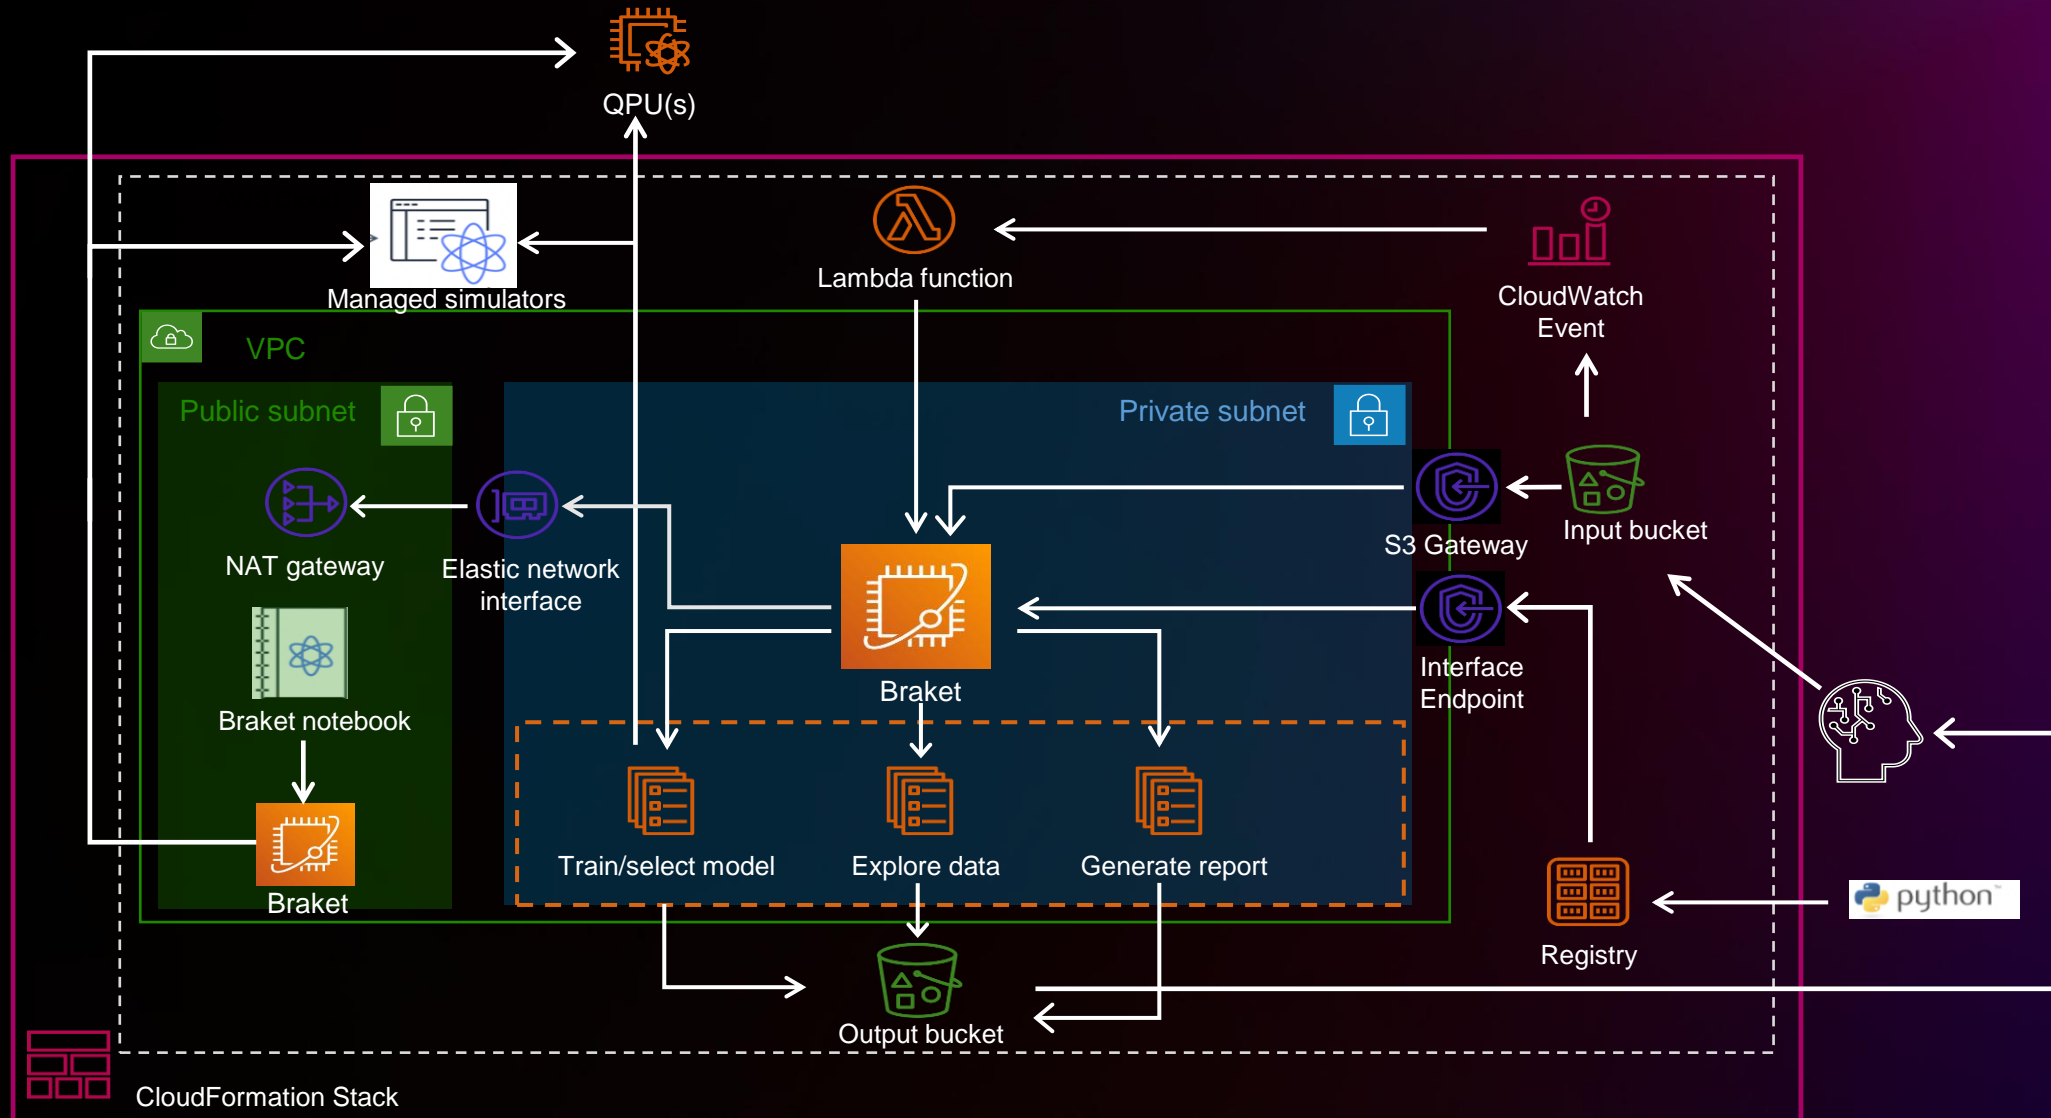 QPU(s)
Managed simulators
Lambda function
CloudWatch
Event
VPC
Public subnet
Private subnet
NAT gateway
Elastic network
interface
S3 Gateway
Input bucket
Braket notebook
Braket
Interface
Endpoint
Train/select model
Explore data
Generate report
Braket
python™
Registry
Output bucket
CloudFormation Stack